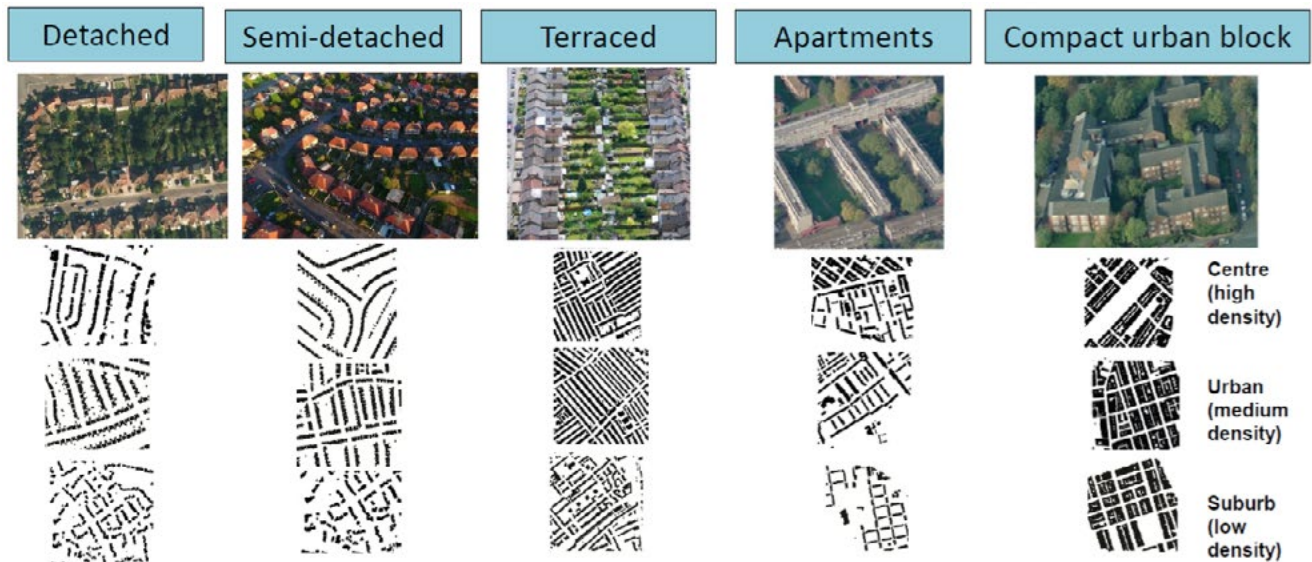 Detached
Semi-detached
Terraced
Apartments
Compact urban block
Centre
(high
density)
Urban
(medium
density)
Suburb
(low
density)